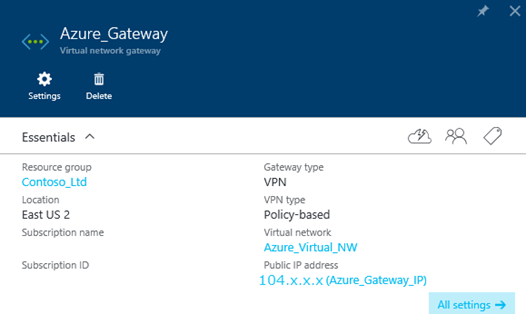 Azure_Gateway
Virtual network gateway
Settings
Delete
Essentials
Resource group
Contoso_Ltd
Location
East US 2
Subscription name
Subscription ID
Gateway type
VPN
VPN type
Policy-based
Virtual network
Azure_Virtual_NW
Public IP address
104.x.x.x (Azure_Gateway_IP)
All settings →